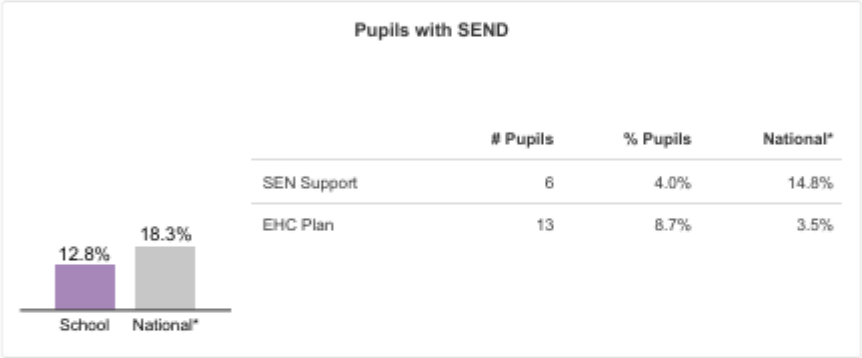 Pupils with SEND
# Pupils % Pupils National*
SEN Support 6 4.0% 14.8%
EHC Plan 13 8.7% 3.5%
12.8% 18.3%
School National*